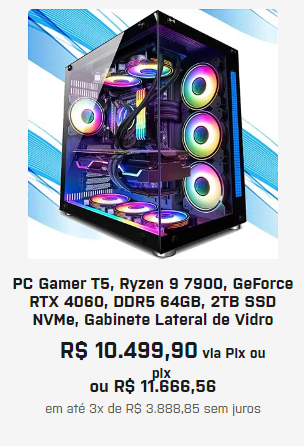 PC Gamer T5, Ryzen 9 7900, GeForce
RTX 4060, DDR5 64GB, 2TB SSD
NVMe, Gabinete Lateral de Vidro
R$ 10.499,90 via Pix ou
pix
ou R$ 11.666,56
em até 3x de R$ 3.888,85 sem juros